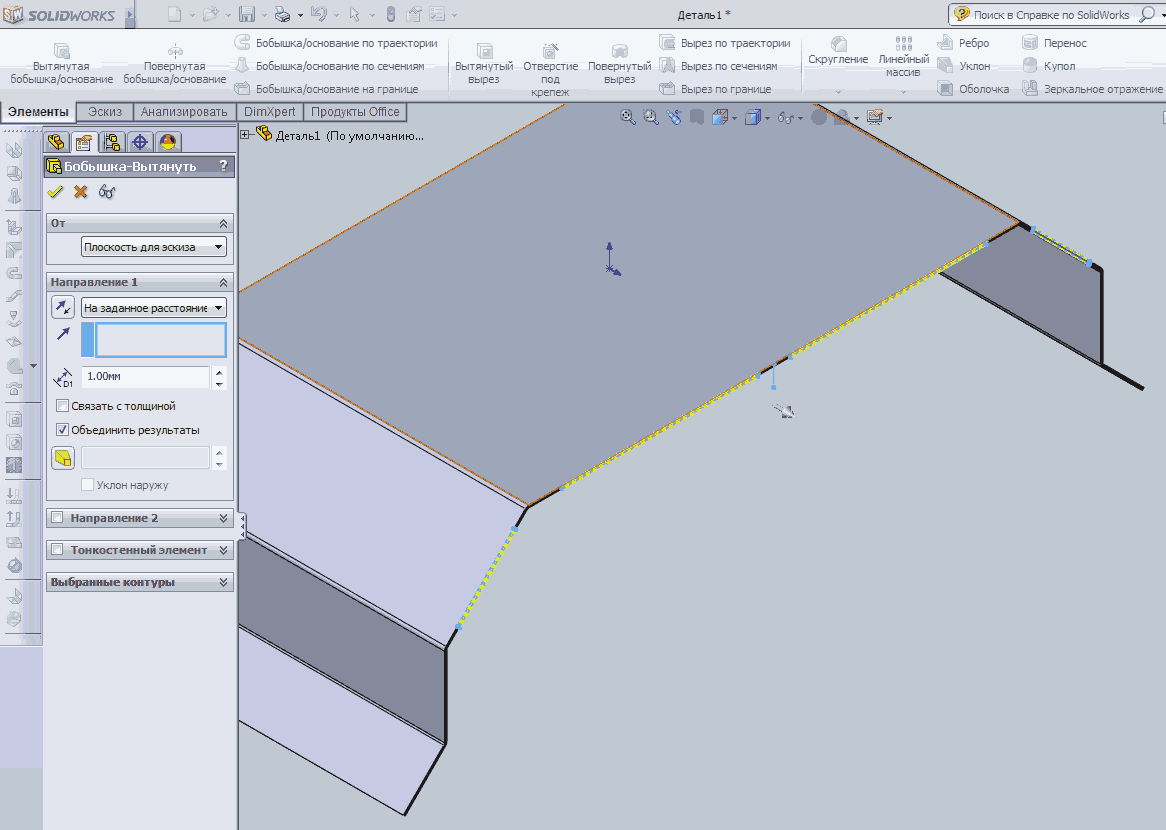 SOLIDWORKS
Деталь1 *
? Поиск в Справке по SolidWorks
Вытянутая бобышка/основание
Повернутая бобышка/основание
Бобышка/основание по траектории
Бобышка/основание по сечениям
Бобышка/основание на границе
Вытянутый вырез
Отверстие под крепеж
Повернутый вырез
Вырез по траектории
Вырез по сечениям
Вырез по границе
Скругление
Линейный массив
Ребро
Уклон
Оболочка
Перенос
Купол
Зеркальное отражение
Элементы
Эскиз
Анализировать
DimXpert
Продукты Office
Деталь1 (По умолчанию...
Бобышка-Вытянуть ?
От
Плоскость для эскиза
Направление 1
На заданное расстояние
D1
1.00мм
Связать с толщиной
Объединить результаты
Уклон наружу
Направление 2
Тонкостенный элемент
Выбранные контуры